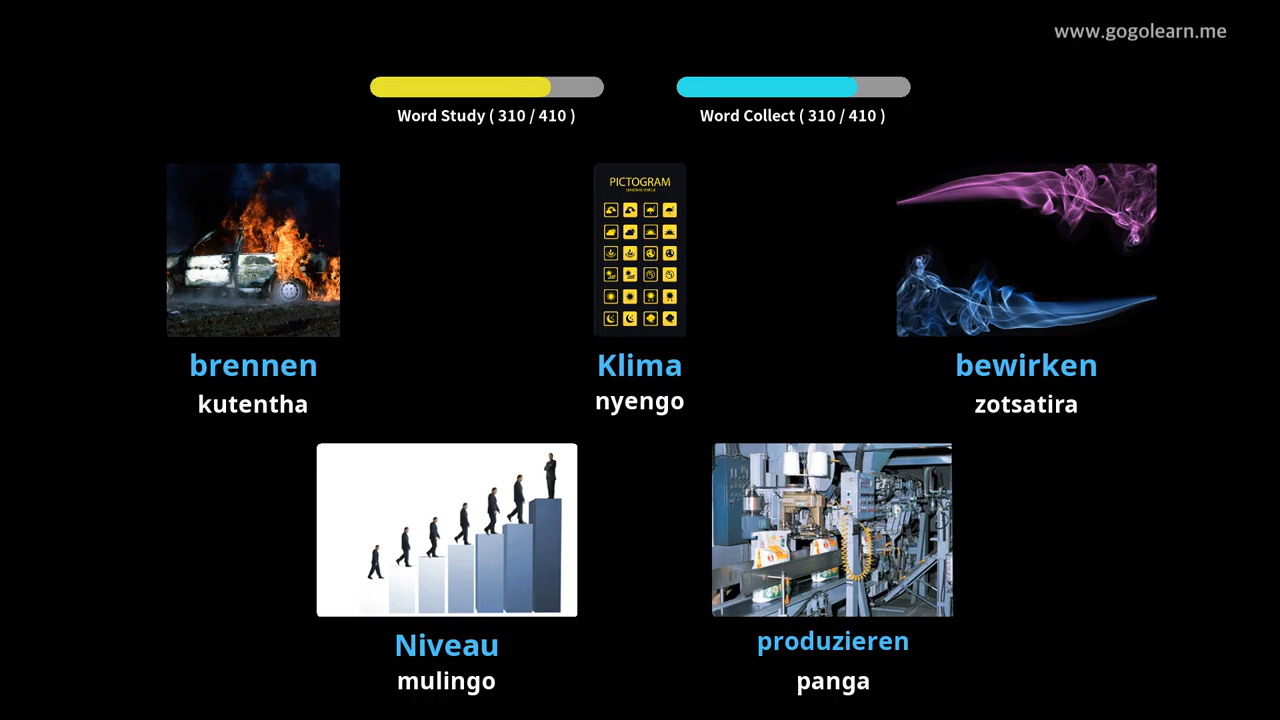 www.gogolearn.me
Word Study ( 310 / 410 )
Word Collect ( 310 / 410 )
PICTOGRAM
brennen
kutentha
Klima
nyengo
bewirken
zotsatira
Niveau
mulingo
produzieren
panga